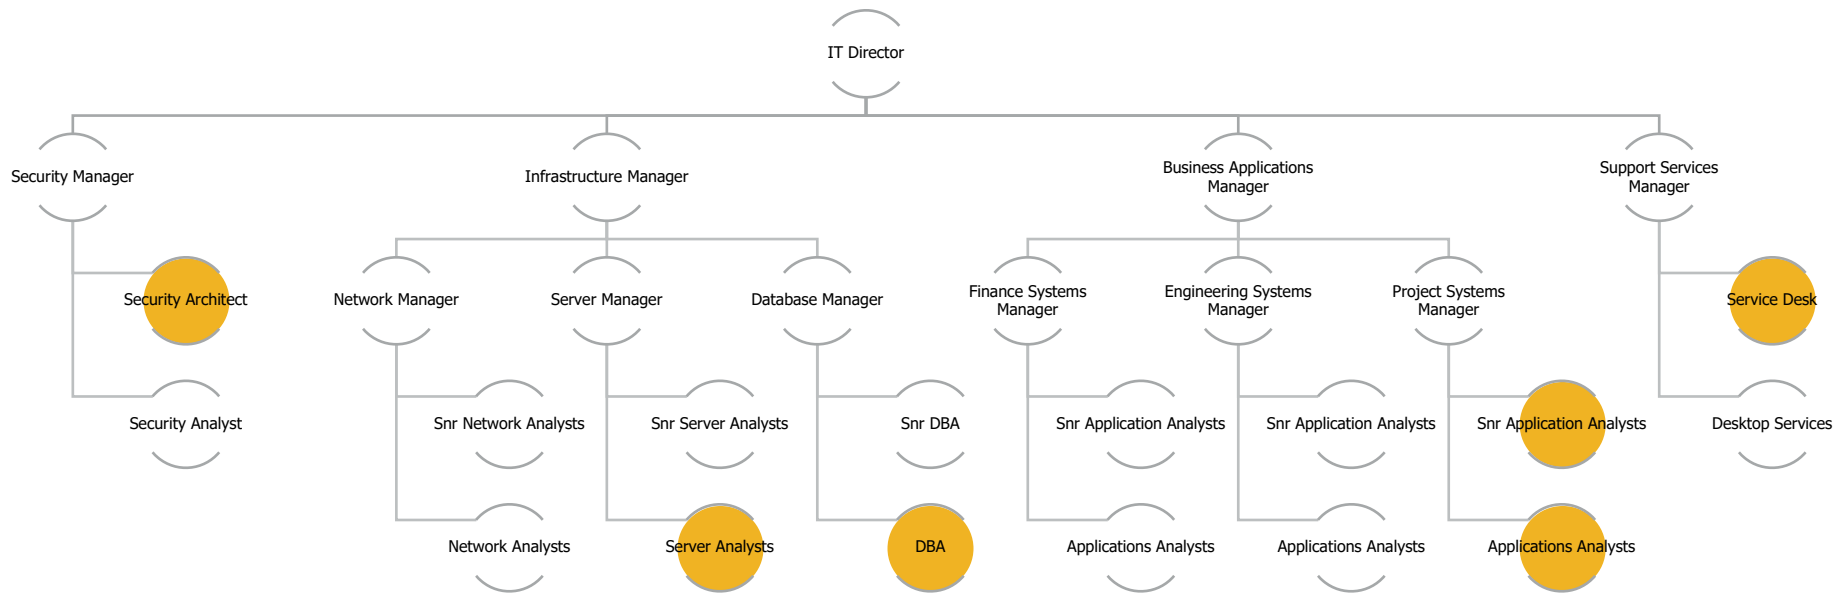 IT Director
Security Manager
Infrastructure Manager
Business Applications
Manager
Support Services
Manager
Security Architect
Network Manager
Server Manager
Database Manager
Finance Systems
Manager
Engineering Systems
Manager
Project Systems
Manager
Service Desk
Security Analyst
Snr Network Analysts
Snr Server Analysts
Snr DBA
Snr Application Analysts
Snr Application Analysts
Snr Application Analysts
Desktop Services
Network Analysts
Server Analysts
DBA
Applications Analysts
Applications Analysts
Applications Analysts